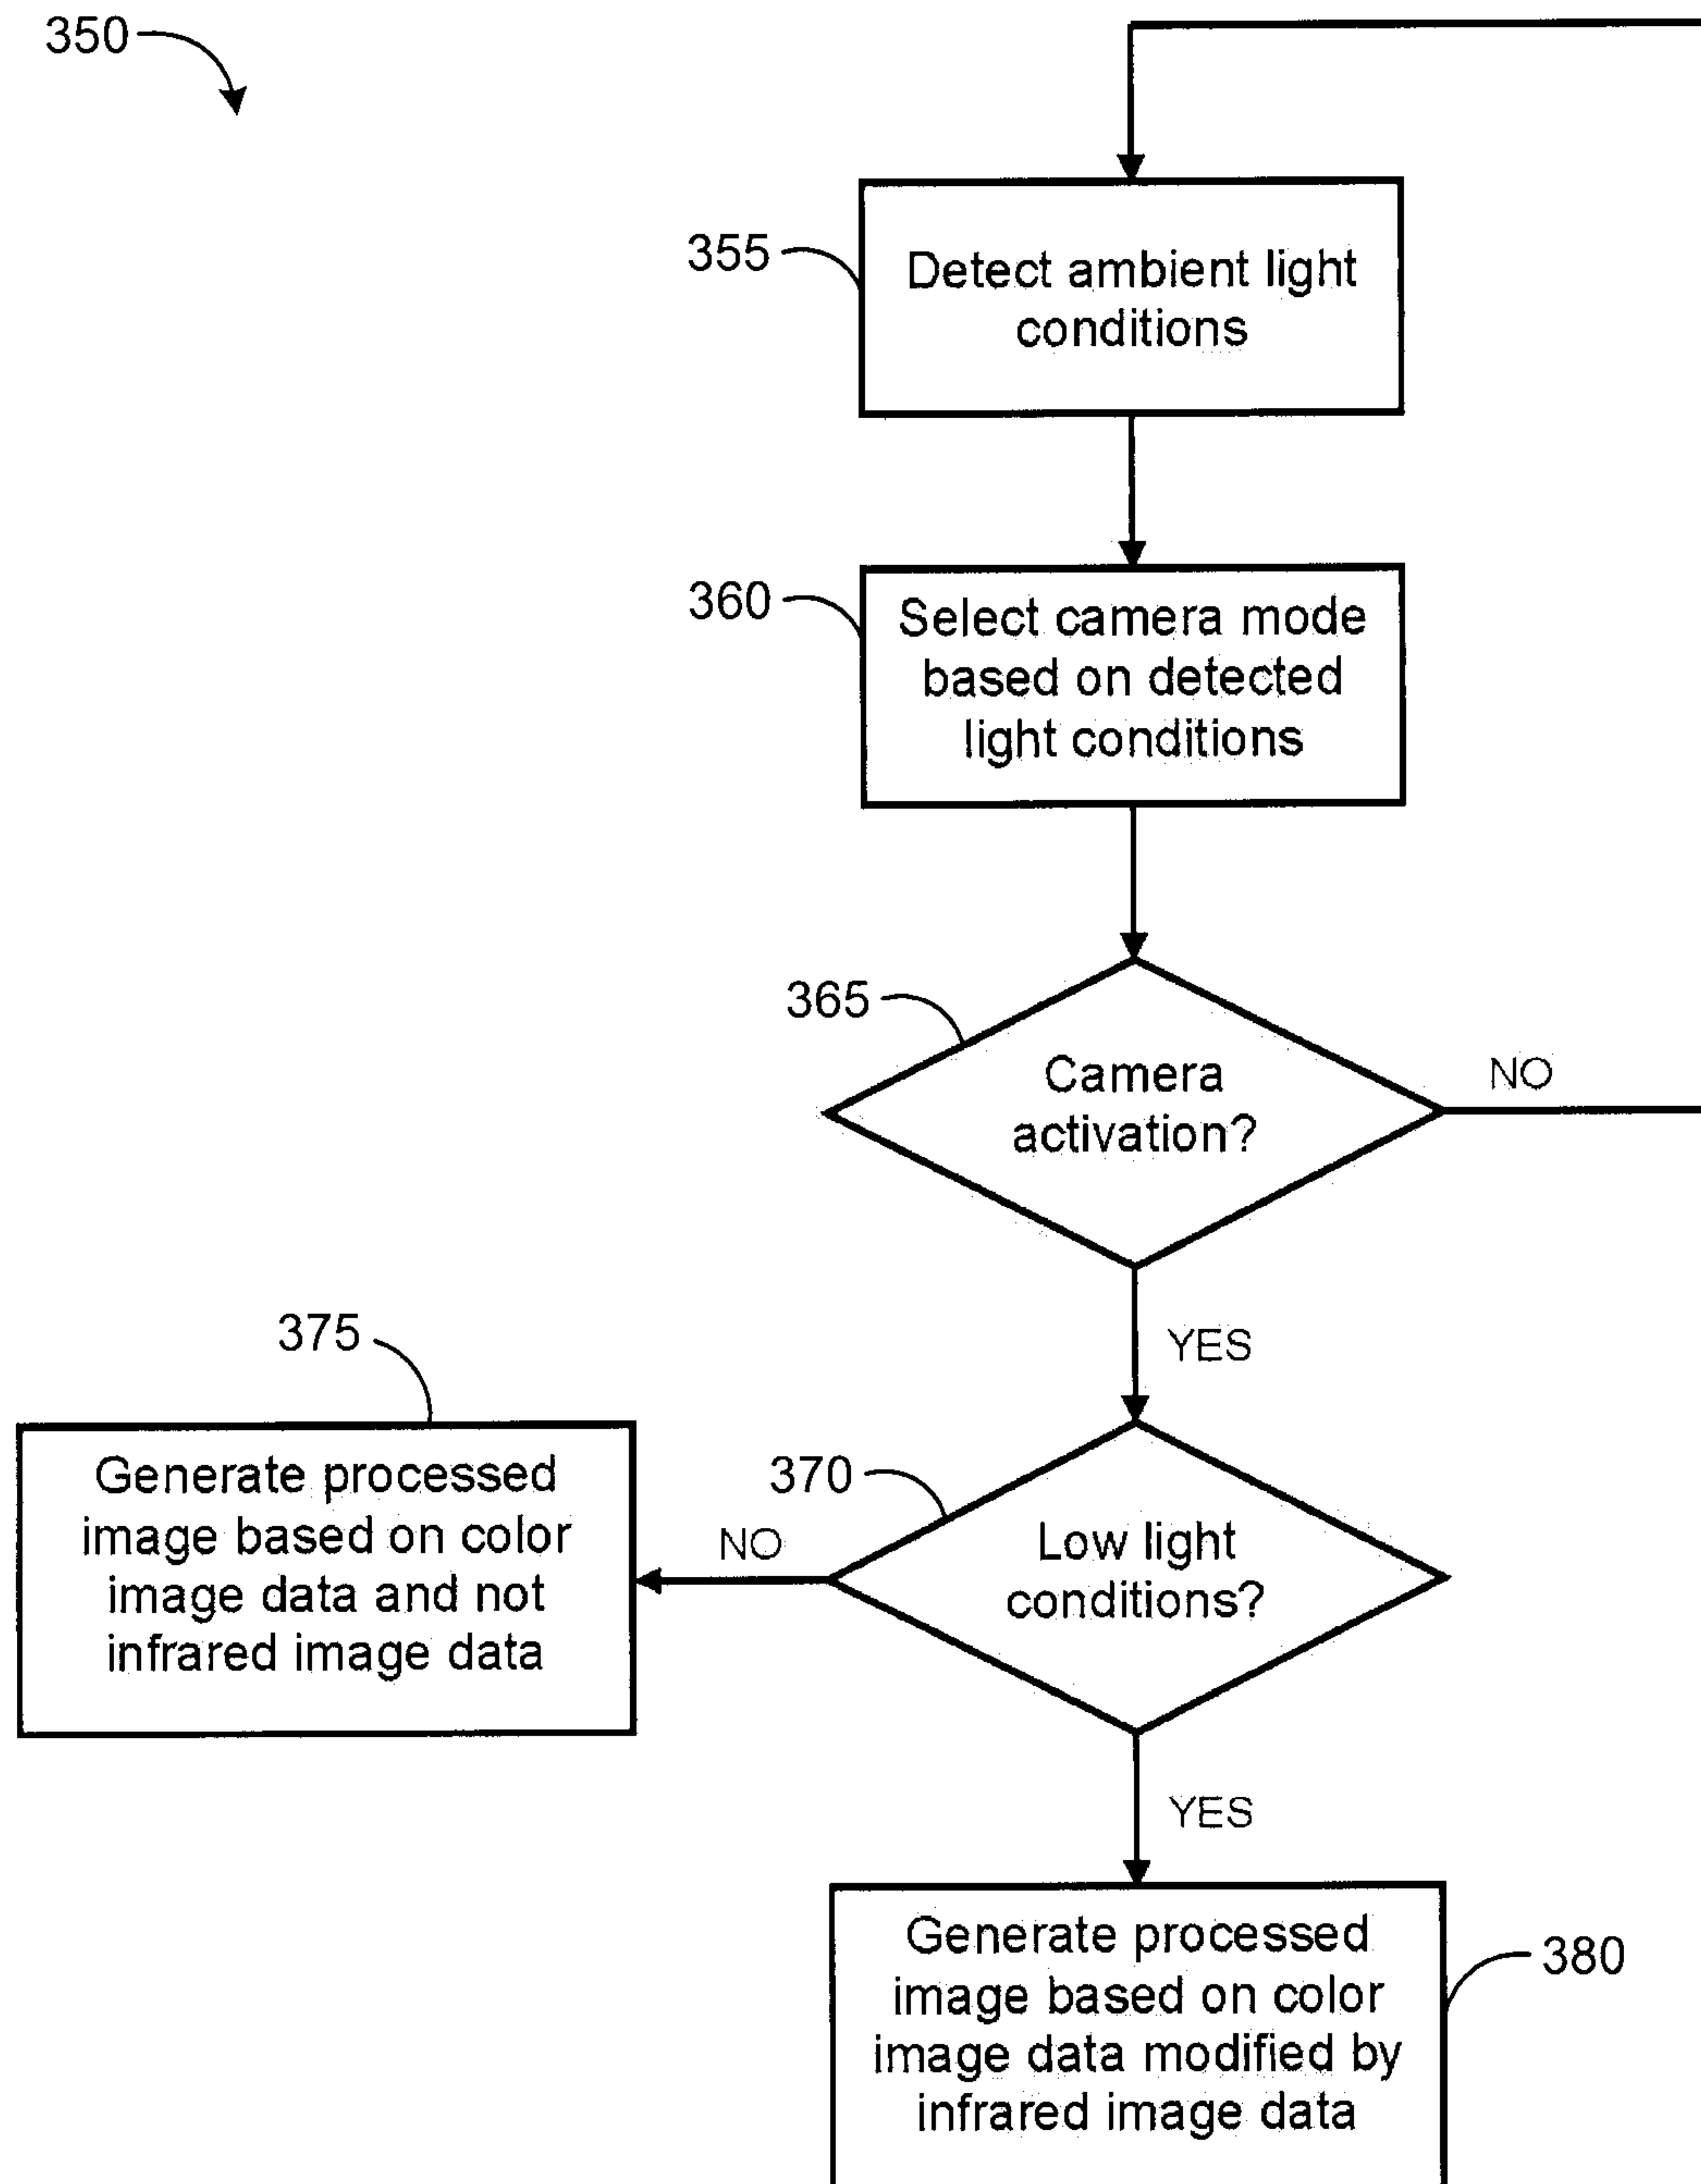 350
355
Detect ambient light
conditions
360
Select camera mode
based on detected
light conditions
365
Camera
activation?
NO
YES
375
Generate processed
image based on color
image data and not
infrared image data
370
NO
Low light
conditions?
YES
Generate processed
image based on color
image data modified by
infrared image data
380